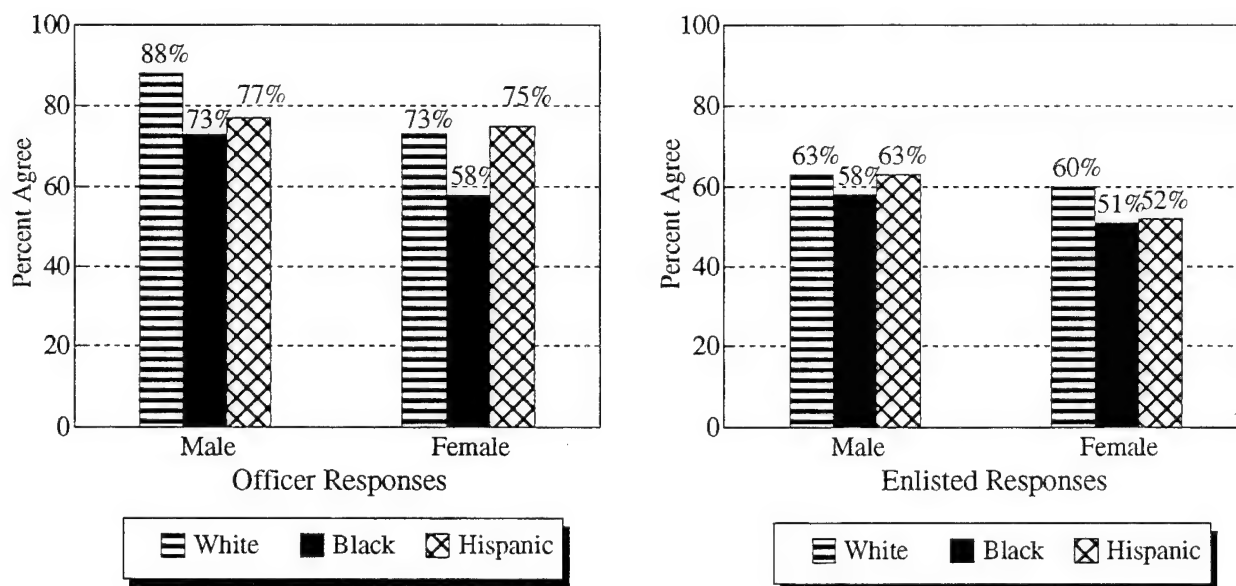 100
88%
80
73%
77%
73%
58%
75%
60
40
20
0
Percent Agree
Male
Female
Officer Responses
White
Black
Hispanic
100
80
63%
58%
63%
60%
51%
52%
60
40
20
0
Percent Agree
Male
Female
Enlisted Responses
White
Black
Hispanic